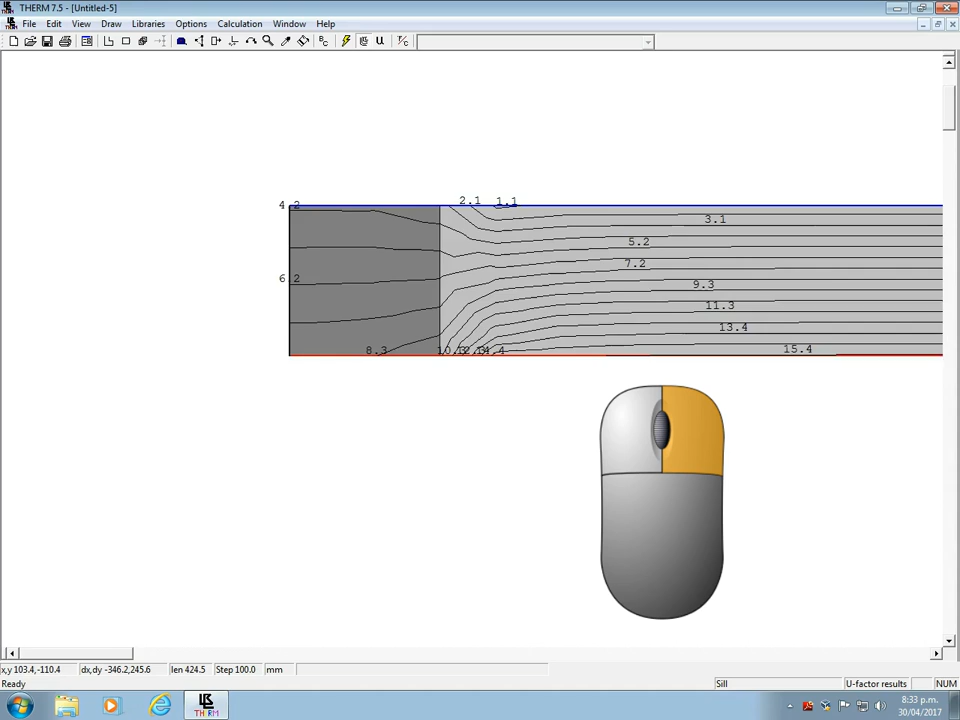 THERM 7.5 - [Untitled-5]
File Edit View Draw Libraries Options Calculation Window Help
2.1 1.1
4.2
3.1
5.2
7.2
6.2
9.3
11.3
13.4
8.3 15.4
x,y 103.4,-110.4 dx,dy -346.2,245.6 len 424.5 Step 100.0 mm
Ready Sill U-factor results NUM
8:33 p.m.
30/04/2017